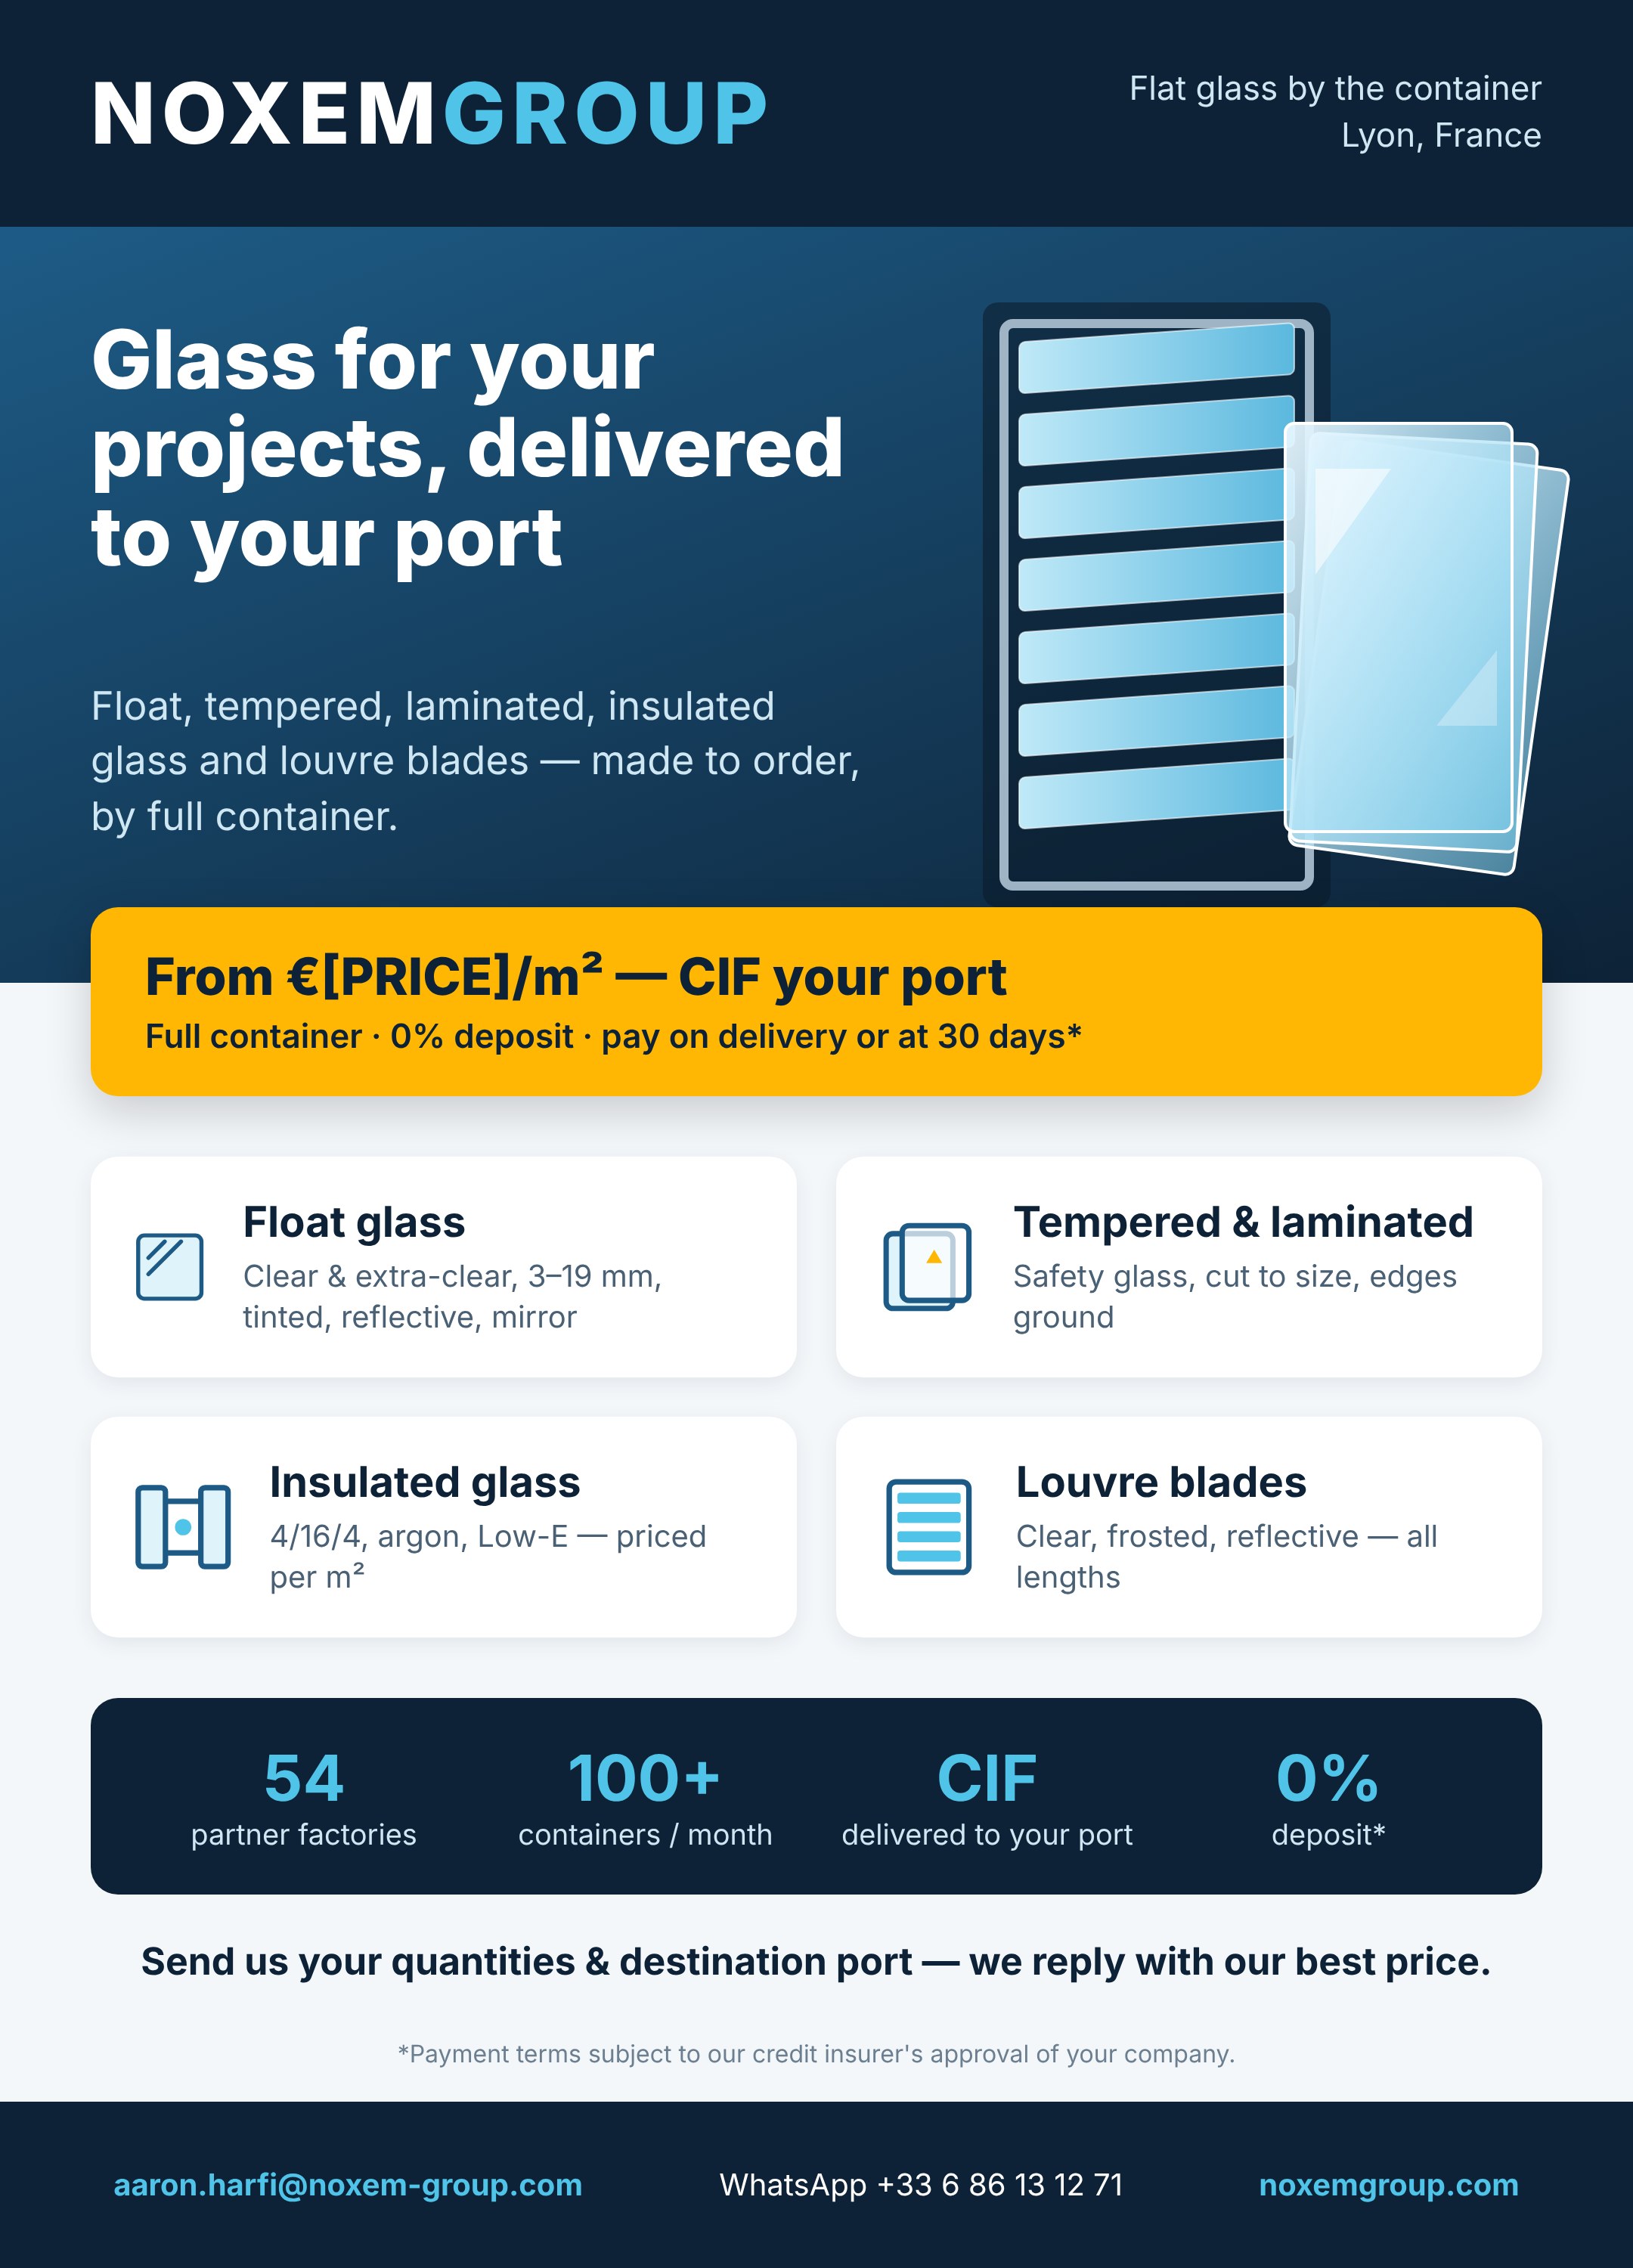 NOXEMGROUP
Flat glass by the container
Lyon, France
Glass for your
projects, delivered
to your port
Float, tempered, laminated, insulated
glass and louvre blades — made to order,
by full container.
From €[PRICE]/m² — CIF your port
Full container · 0% deposit · pay on delivery or at 30 days*
Float glass
Clear & extra-clear, 3–19 mm,
tinted, reflective, mirror
Tempered & laminated
Safety glass, cut to size, edges
ground
Insulated glass
4/16/4, argon, Low-E — priced
per m²
Louvre blades
Clear, frosted, reflective — all
lengths
54
partner factories
100+
containers / month
CIF
delivered to your port
0%
deposit*
Send us your quantities & destination port — we reply with our best price.
*Payment terms subject to our credit insurer's approval of your company.
aaron.harfi@noxem-group.com
WhatsApp +33 6 86 13 12 71
noxemgroup.com